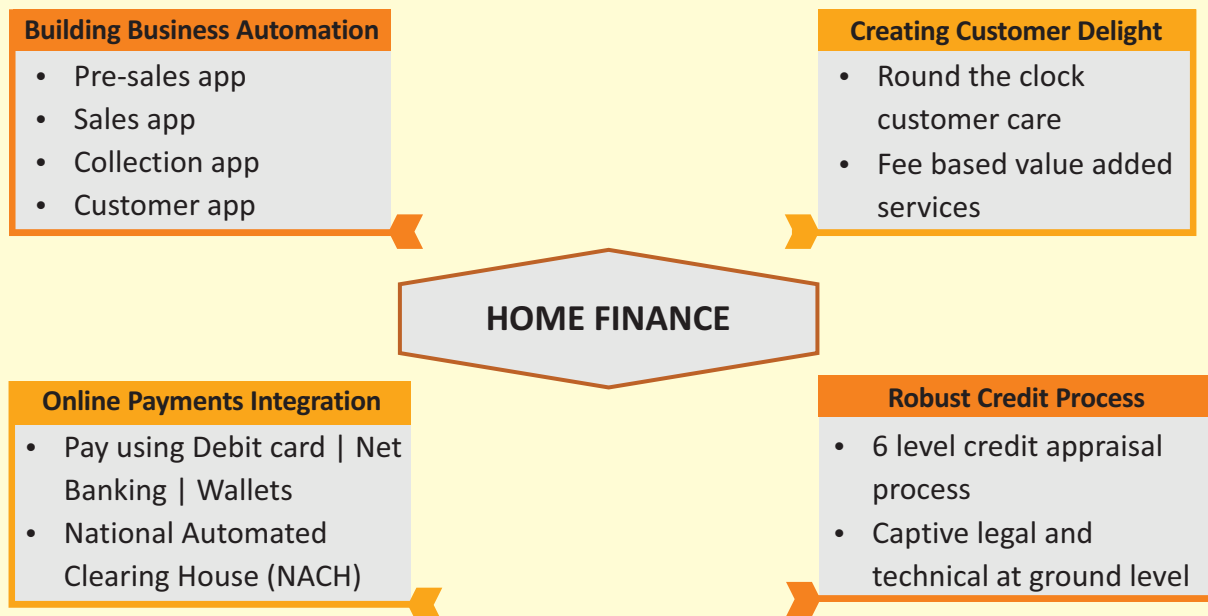 Building Business Automation
• Pre-sales app
• Sales app
• Collection app
• Customer app
Creating Customer Delight
• Round the clock
customer care
• Fee based value added
services
HOME FINANCE
Online Payments Integration
• Pay using Debit card | Net
Banking | Wallets
• National Automated
Clearing House (NACH)
Robust Credit Process
• 6 level credit appraisal
process
• Captive legal and
technical at ground level